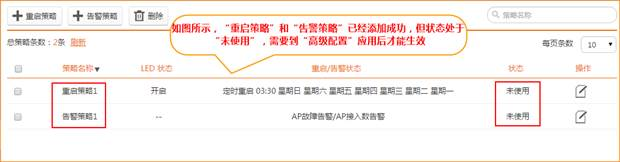 重启策略 告警策略 删除 策略名称
如图所示，“重启策略”和“告警策略”已经添加成功，但状态处于
“未使用”，需要到“高级配置”应用后才能生效
总策略条数：2条 刷新 每页条数： 10
策略名称 LED 状态 重启/告警状态 状态 操作
重启策略1 开启 定时重启 03:30 星期日 星期六 星期五 星期四 星期三 星期二 星期一 未使用
告警策略1 -- AP故障告警/AP接入数告警 未使用